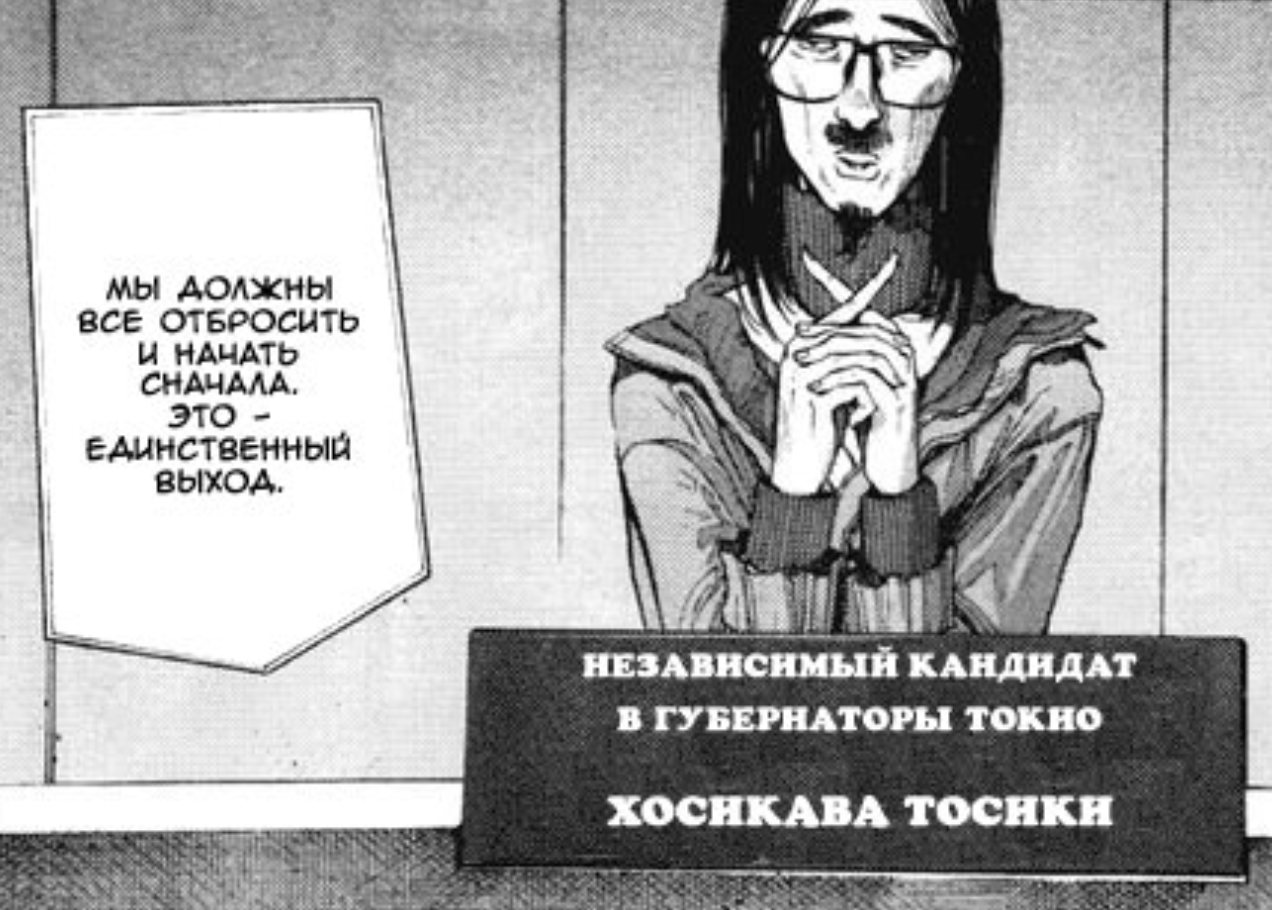 МЫ ДОЛЖНЫ
ВСЕ ОТБРОСИТЬ
И НАЧАТЬ
СНАЧАЛА.
ЭТО -
ЕДИНСТВЕННЫЙ
ВЫХОД.
НЕЗАВИСИМЫЙ КАНДИДАТ
В ГУБЕРНАТОРЫ ТОКИО
ХОСИКАВА ТОСИКИ